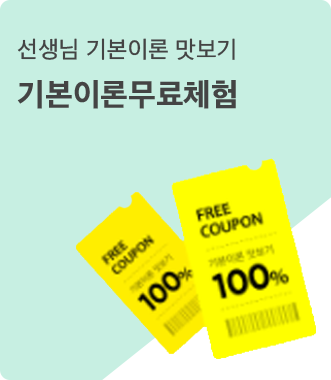 선생님 기본이론 맛보기
기본이론무료체험
FREE
COUPON
기본이론 맛보기
100%
FREE
COUPON
기본이론 맛보기
100%